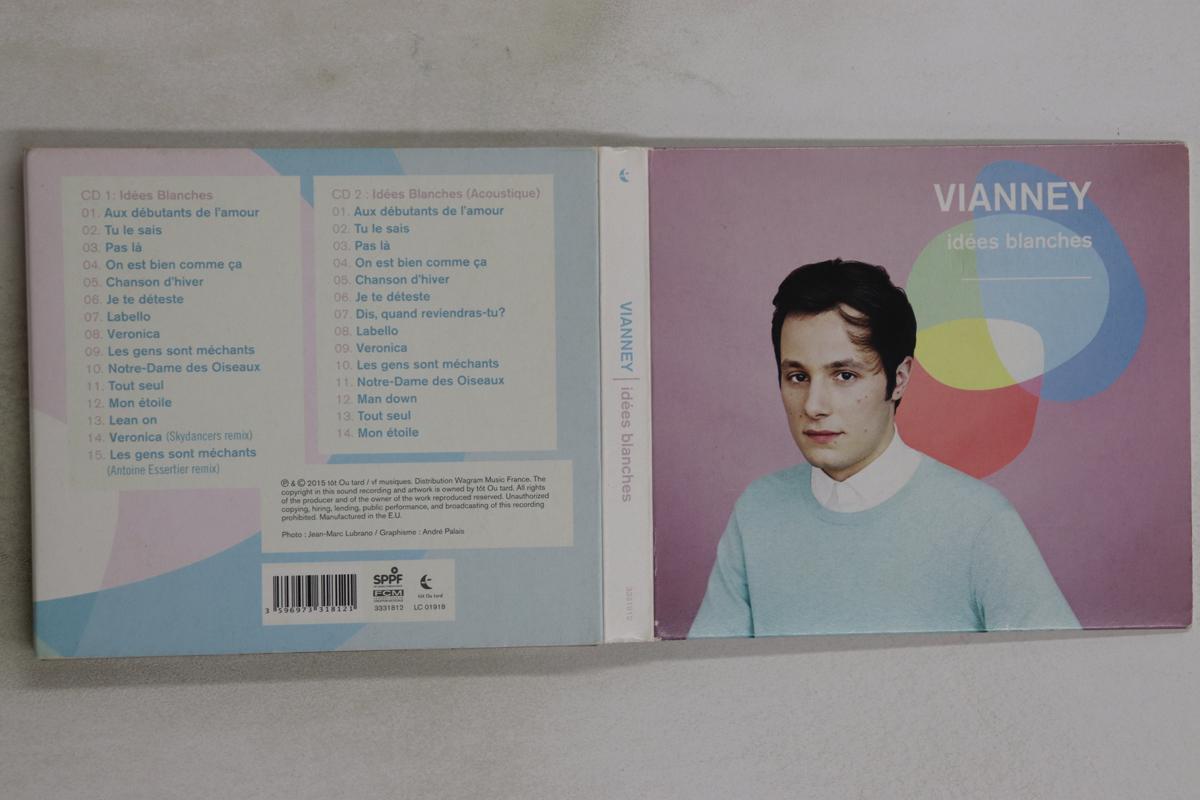 CD 1: Idées Blanches
01. Aux débutants de l'amour
02. Tu le sais
03. Pas là
04. On est bien comme ça
05. Chanson d'hiver
06. Je te déteste
07. Labello
08. Veronica
09. Les gens sont méchants
10. Notre-Dame des Oiseaux
11. Tout seul
12. Mon étoile
13. Lean on
14. Veronica (Skydancers remix)
15. Les gens sont méchants
(Antoine Essertier remix)
CD 2 : Idées Blanches (Acoustique)
01. Aux débutants de l'amour
02. Tu le sais
03. Pas là
04. On est bien comme ça
05. Chanson d'hiver
06. Je te déteste
07. Dis, quand reviendras-tu?
08. Labello
09. Veronica
10. Les gens sont méchants
11. Notre-Dame des Oiseaux
12. Man down
13. Tout seul
14. Mon étoile
℗ & © 2015 tôt Ou tard / vf musiques. Distribution Wagram Music France. The
copyright in this sound recording and artwork is owned by tôt Ou tard. All rights
of the producer and of the owner of the work reproduced reserved. Unauthorized
copying, hiring, lending, public performance, and broadcasting of this recording
prohibited. Manufactured in the E.U.
Photo : Jean-Marc Lubrano / Graphisme : André Palais
3 596973 318121
SPPF
FCM
3331812
tôt Ou tard
LC 01918
VIANNEY | idées blanches
3331812
VIANNEY
idées blanches